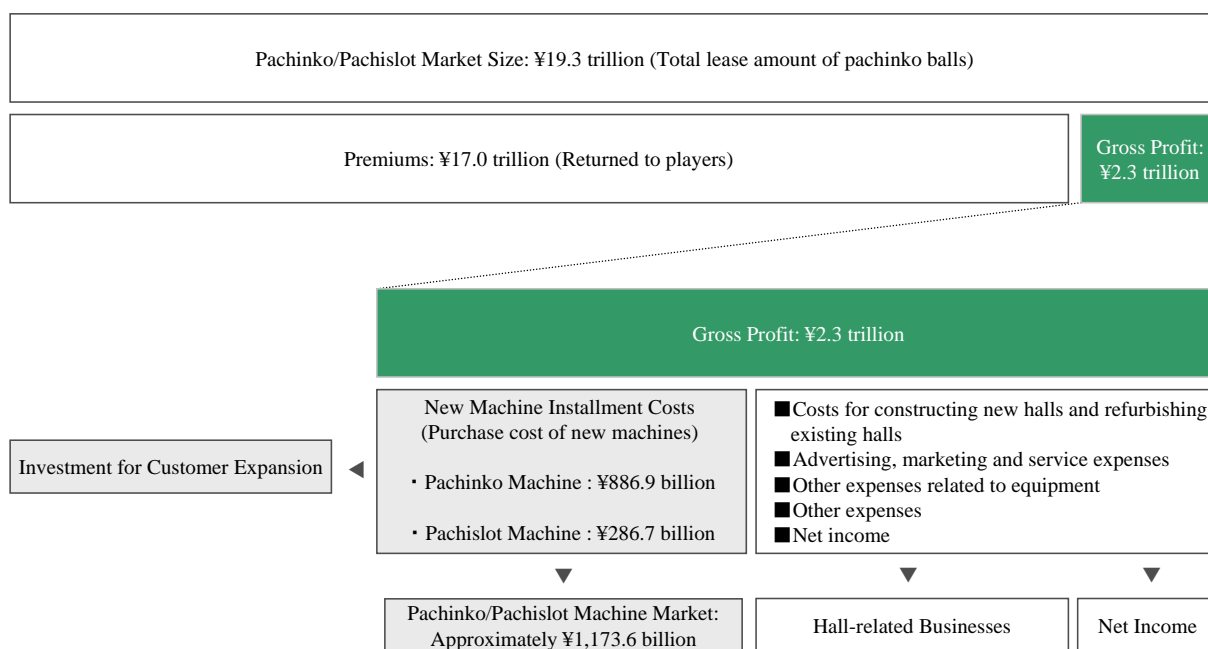 Pachinko/Pachislot Market Size: ¥19.3 trillion (Total lease amount of pachinko balls)
Premiums: ¥17.0 trillion (Returned to players)
Gross Profit:
¥2.3 trillion
Gross Profit: ¥2.3 trillion
New Machine Installment Costs
(Purchase cost of new machines)
・Pachinko Machine : ¥886.9 billion
・Pachislot Machine : ¥286.7 billion
■Costs for constructing new halls and refurbishing
existing halls
■Advertising, marketing and service expenses
■Other expenses related to equipment
■Other expenses
■Net income
Investment for Customer Expansion
Pachinko/Pachislot Machine Market:
Approximately ¥1,173.6 billion
Hall-related Businesses
Net Income